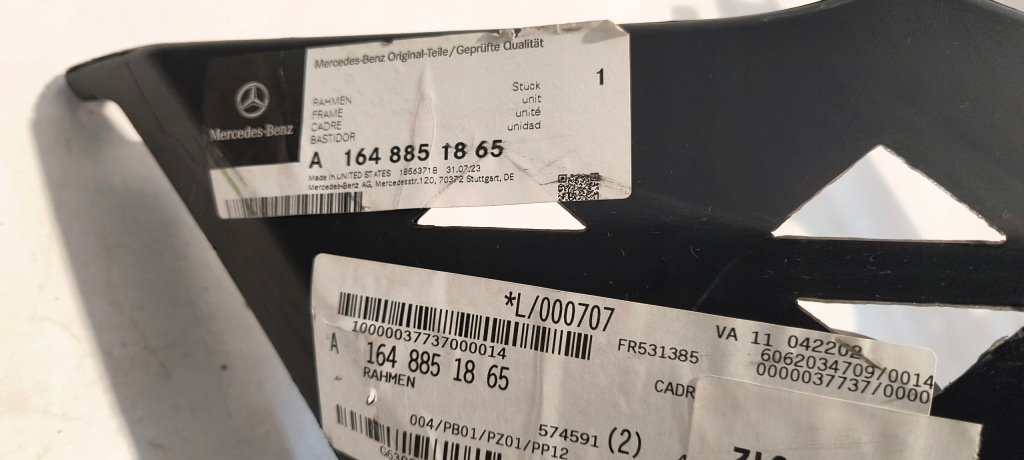 Mercedes-Benz Original-Teile/Geprüfte Qualität
Mercedes-Benz
RAHMEN
FRAME
CADRE
BASTIDOR
Stück
unit
unité
unidad
1
A 164 885 18 65
Made in UNITED STATES 18563718 31.07.23
Mercedes-Benz AG, Mercedesstr.120, 70372 Stuttgart, DE
*L/000707
10000037737000014
FR531385
VA 11 042202
6062034709/0014
0000037737/0000
A 164 885 18 65
RAHMEN
CADR
574591 (2)
004/PB01/PZ01/PP12